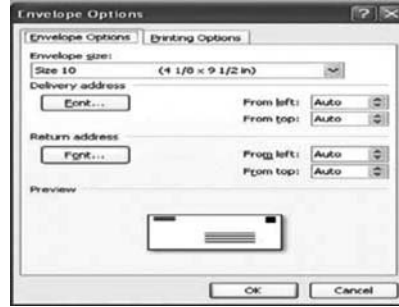 Envelope Options
Envelope Options Printing Options
Envelope size:
Size 10 (4 1/8 x 9 1/2 in)
Delivery address
Font... From left: Auto
From top: Auto
Return address
Font... From left: Auto
From top: Auto
Preview
OK Cancel